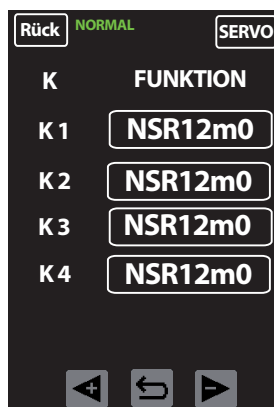 Rück NORMAL SERVO
K FUNKTION
K 1 NSR12m0
K 2 NSR12m0
K 3 NSR12m0
K 4 NSR12m0